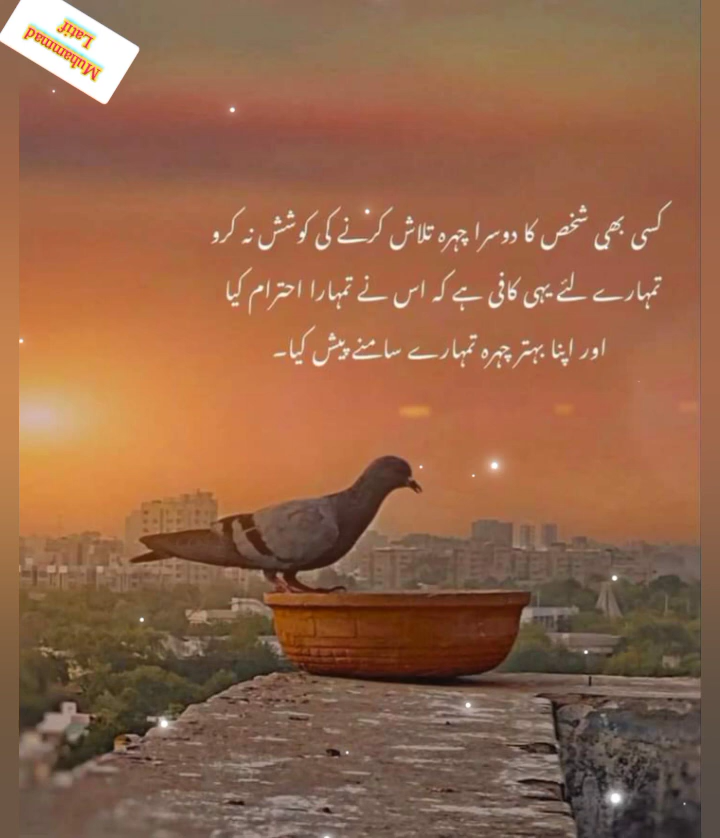 Muhammad
Latif
کسی بھی شخص کا دوسرا چہرہ تلاش کرنے کی کوشش نہ کرو
تمہارے لئے یہی کافی ہے کہ اس نے تمہارا احترام کیا
اور اپنا بہتر چہرہ تمہارے سامنے پیش کیا۔